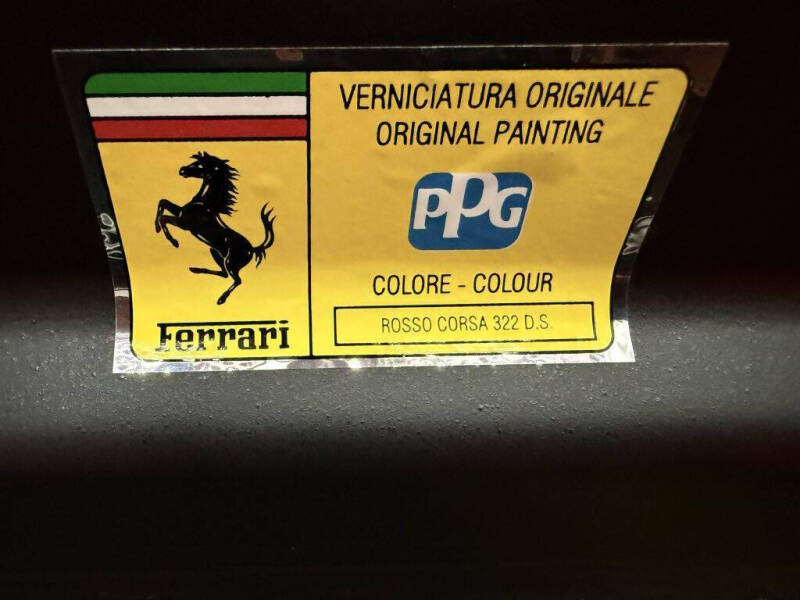 VERNICIATURA ORIGINALE
ORIGINAL PAINTING
PPG
COLORE - COLOUR
ROSSO CORSA 322 D.S.
Ferrari